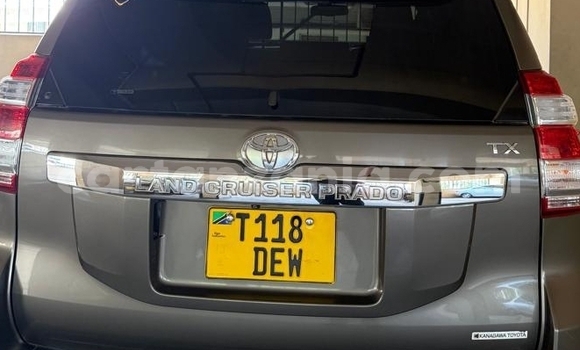 TX
LAND CRUISER PRADO
T118
DEW
KANAGAWA TOYOTA